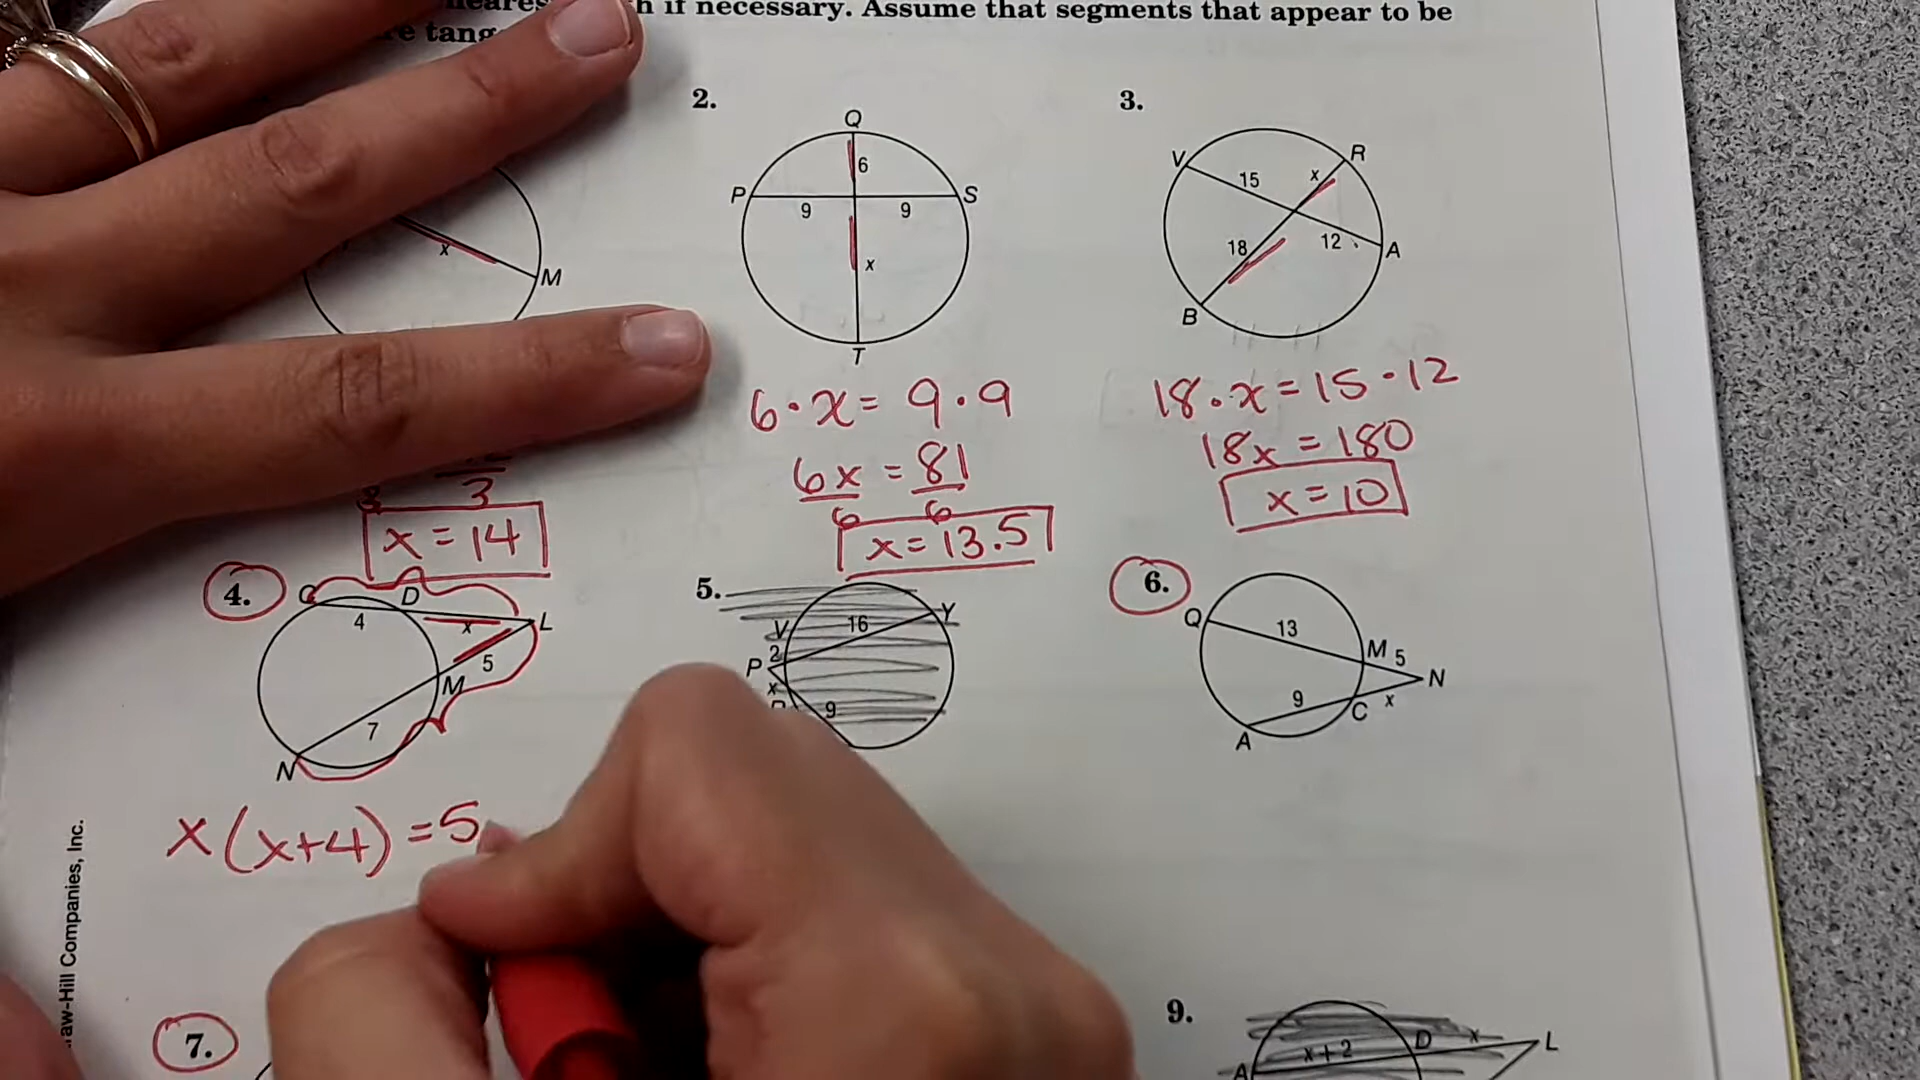 h if necessary. Assume that segments that appear to be
e tang
2.
Q
6
P
S
9
9
x
T
6 · x = 9 · 9
6x = 81
6 6
x = 13.5
3.
V
R
15
x
18
12
A
B
18 · x = 15 · 12
18x = 180
x = 10
x
M
3
x = 14
4.
D
4
x
L
5
M
7
N
x(x+4) = 5
5.
V
16
Y
2
P
x
9
6.
Q
13
M
5
N
9
C
x
A
aw-Hill Companies, Inc.
7.
9.
x + 2
D
x
L
A